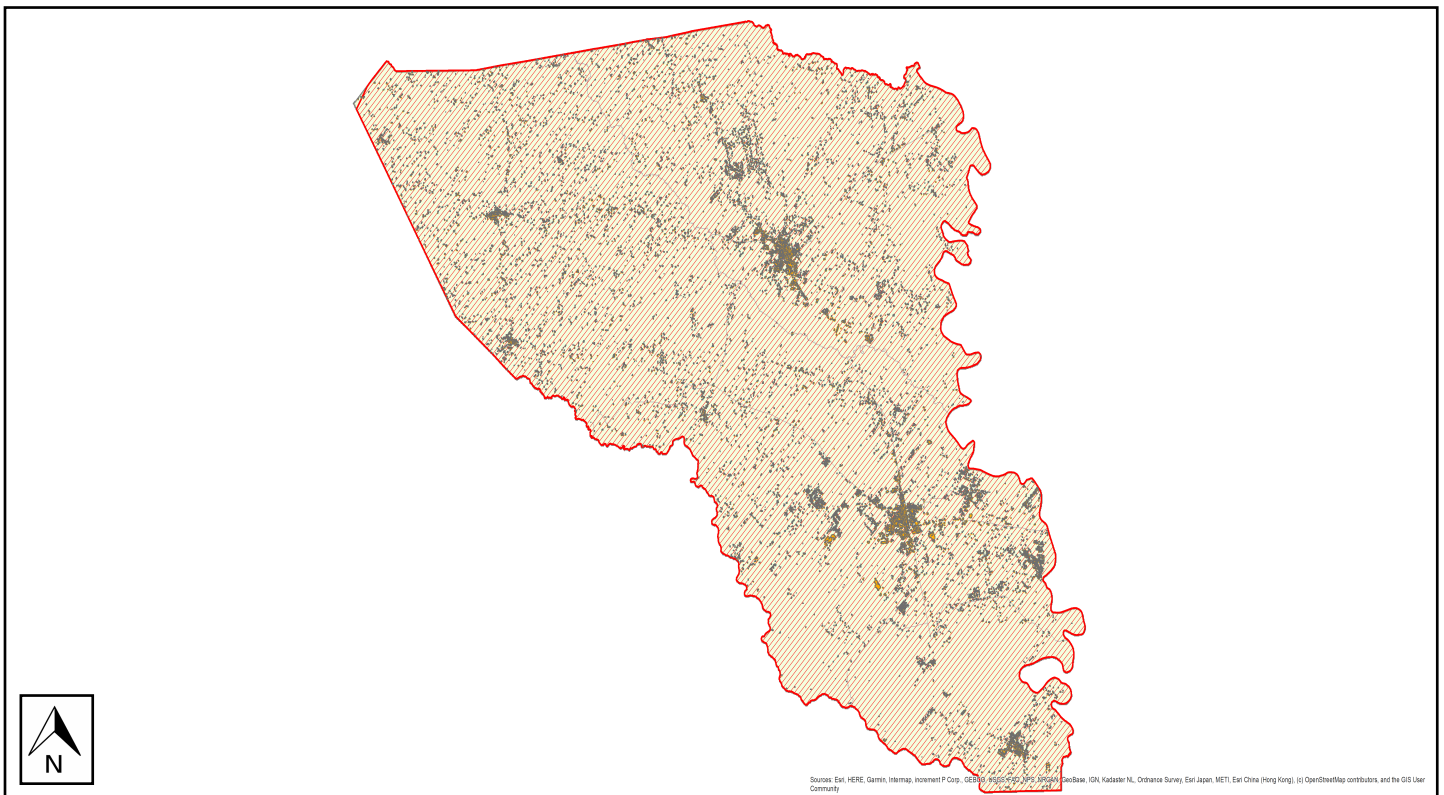 N
Sources: Esri, HERE, Garmin, Intermap, increment P Corp., GEBCO, USGS, FAO, NPS, NRCAN, GeoBase, IGN, Kadaster NL, Ordnance Survey, Esri Japan, METI, Esri China (Hong Kong), (c) OpenStreetMap contributors, and the GIS User
Community